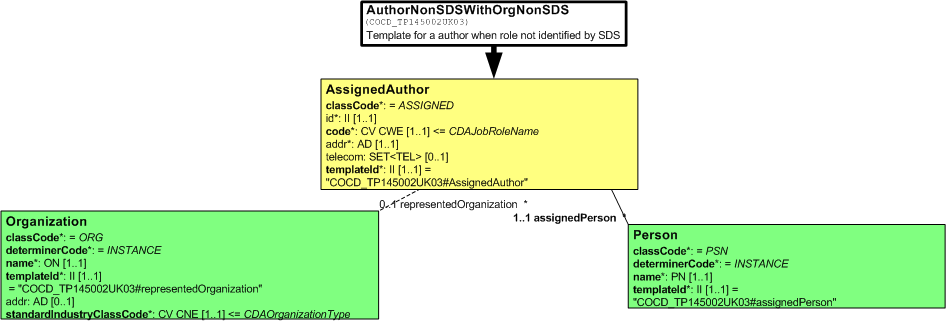 AuthorNonSDSWithOrgNonSDS
(COCD_TP145002UK03)
Template for a author when role not identified by SDS
AssignedAuthor
classCode*: = ASSIGNED
id*: II [1..1]
code*: CV CWE [1..1] <= CDAJobRoleName
addr*: AD [1..1]
telecom: SET<TEL> [0..1]
templateId*: II [1..1] =
"COCD_TP145002UK03#AssignedAuthor"
0..1 representedOrganization *
1..1 assignedPerson *
Organization
classCode*: = ORG
determinerCode*: = INSTANCE
name*: ON [1..1]
templateId*: II [1..1]
= "COCD_TP145002UK03#representedOrganization"
addr: AD [0..1]
standardIndustryClassCode*: CV CNE [1..1] <= CDAOrganizationType
Person
classCode*: = PSN
determinerCode*: = INSTANCE
name*: PN [1..1]
templateId*: II [1..1] =
"COCD_TP145002UK03#assignedPerson"